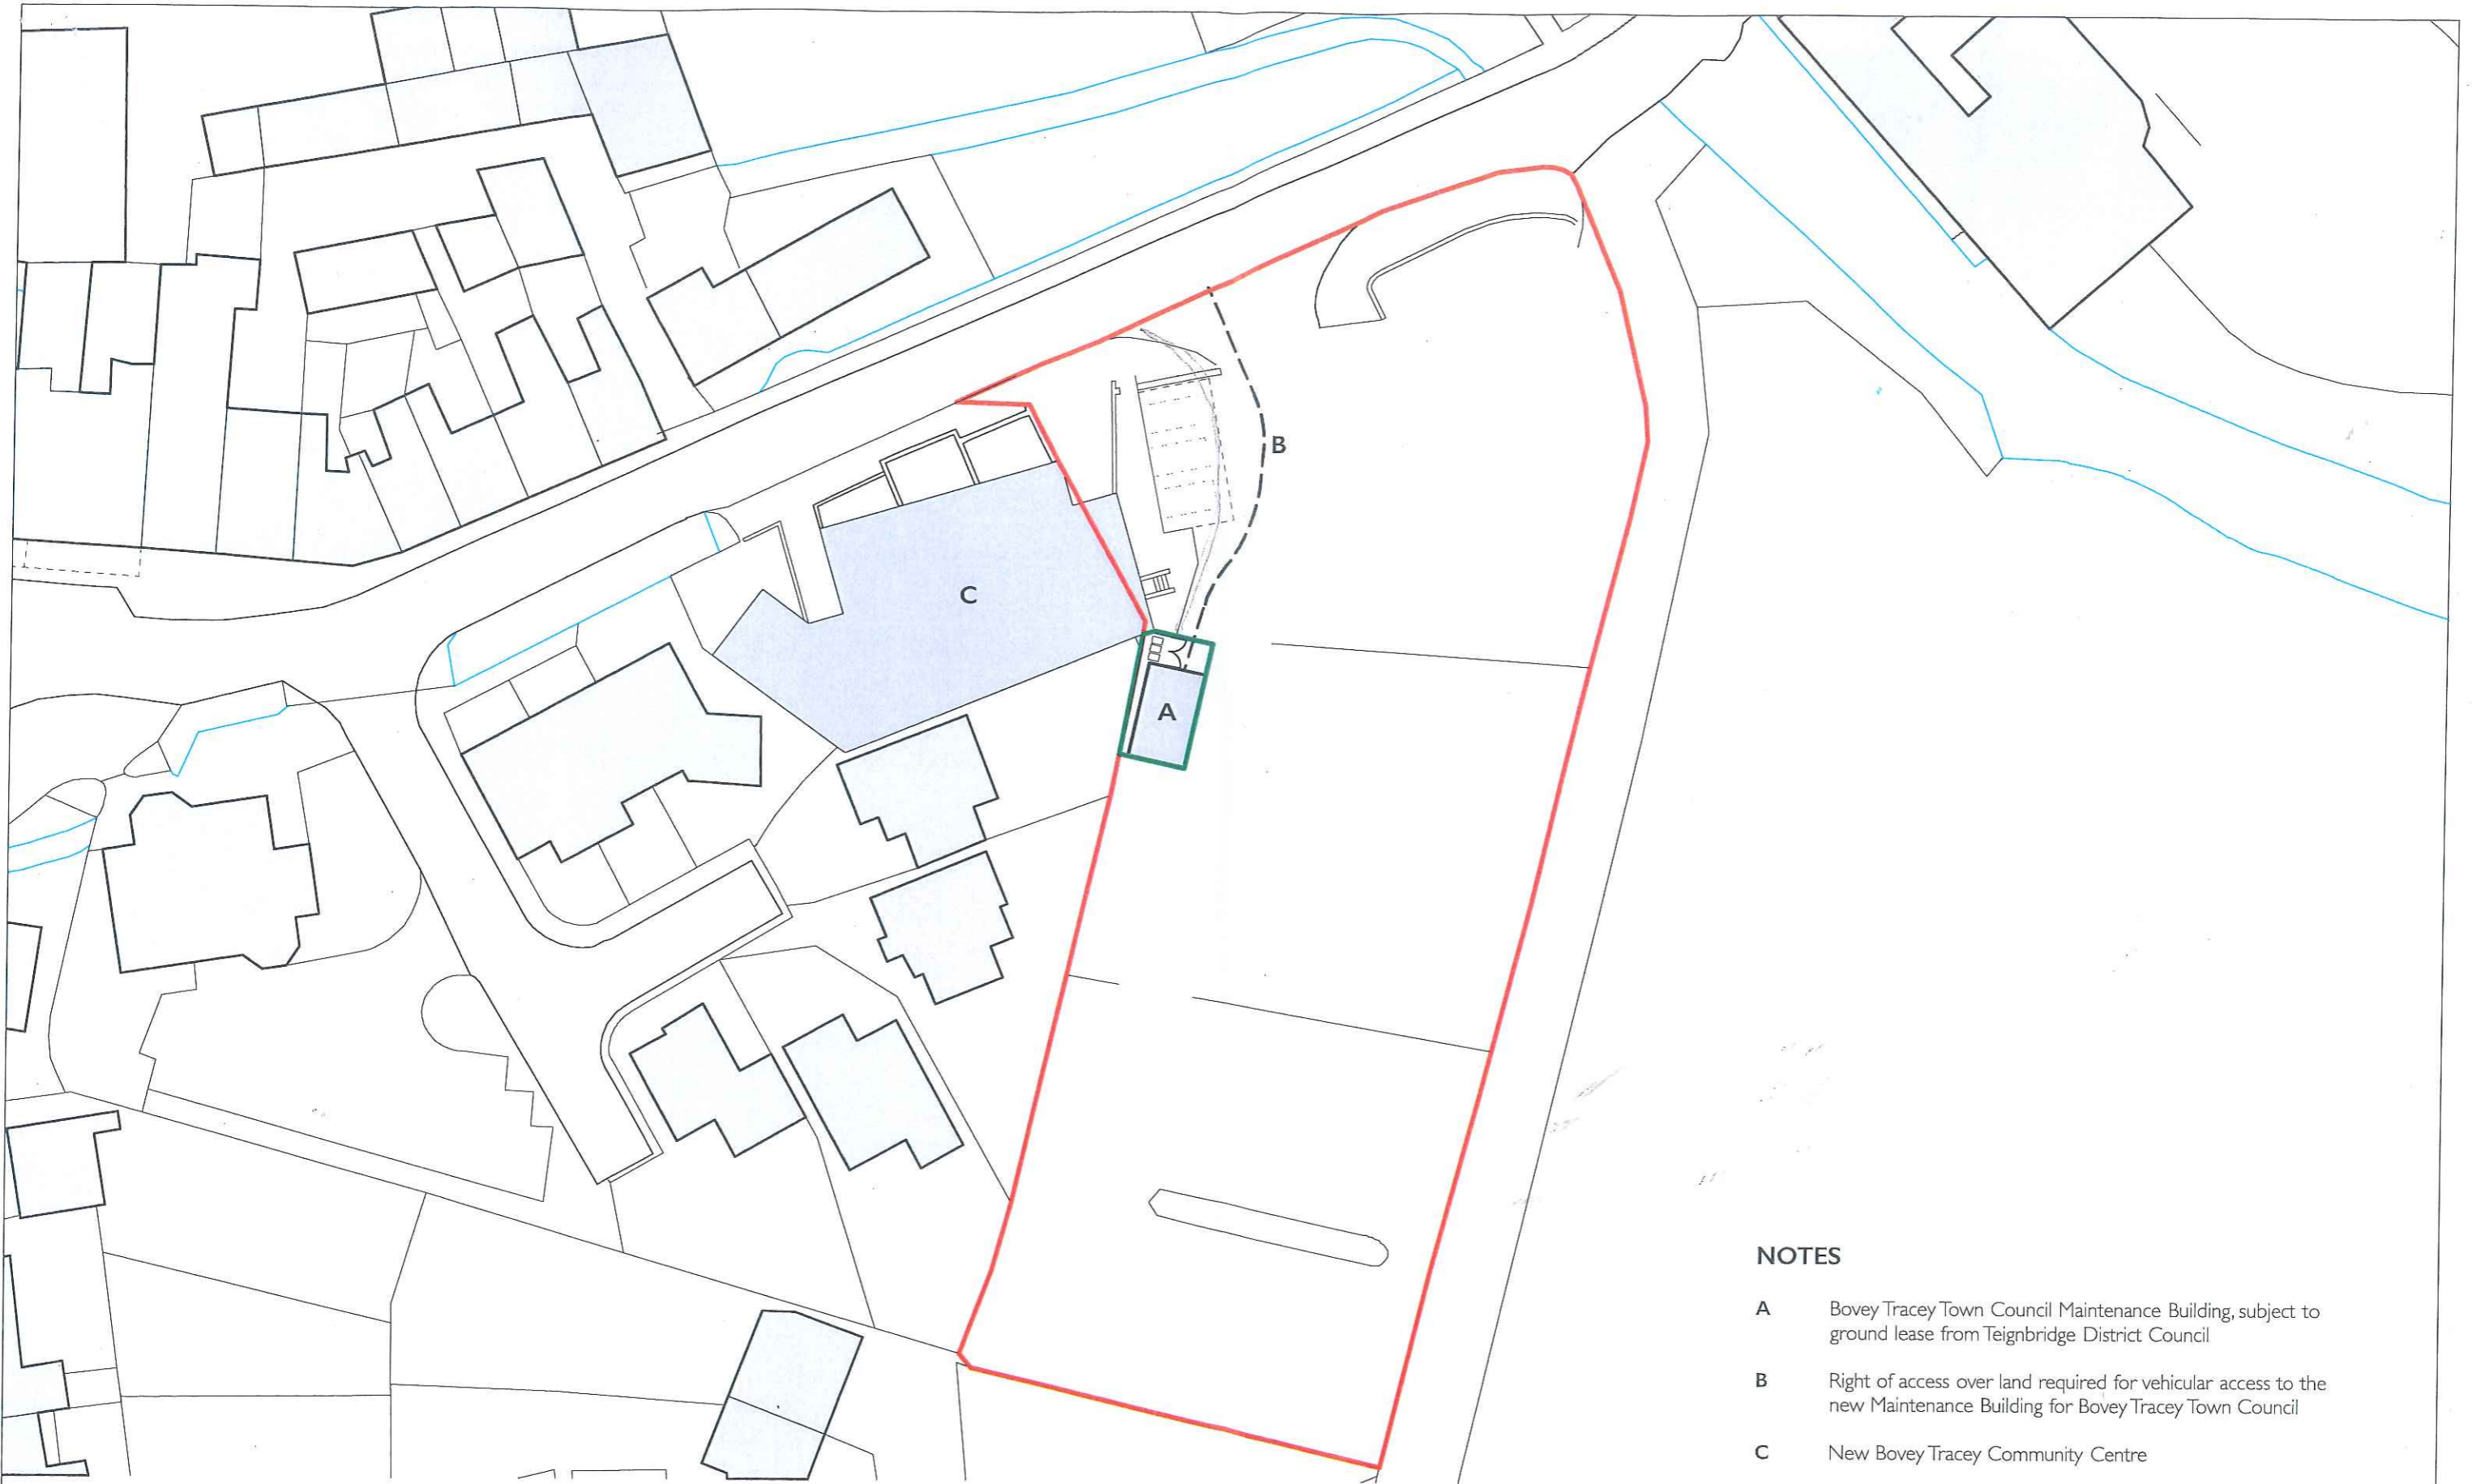 B
C
A
NOTES
A Bovey Tracey Town Council Maintenance Building, subject to
ground lease from Teignbridge District Council
B Right of access over land required for vehicular access to the
new Maintenance Building for Bovey Tracey Town Council
C New Bovey Tracey Community Centre